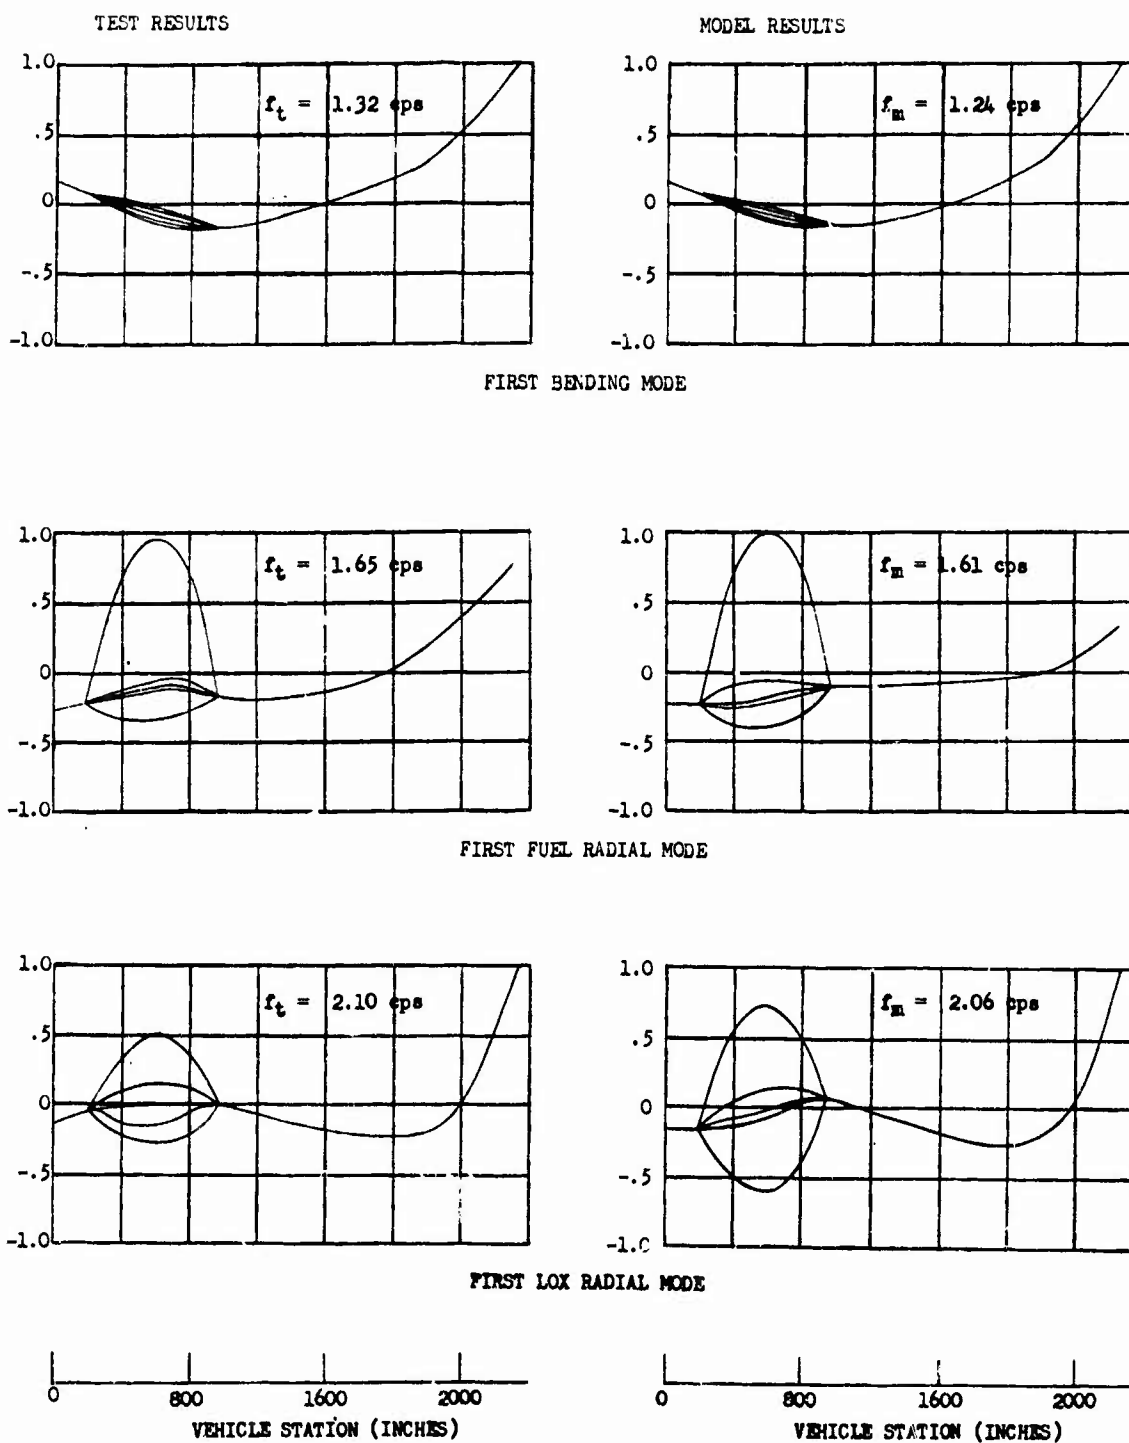 TEST RESULTS
MODEL RESULTS
1.0
.5
0
-.5
-1.0
f_t = 1.32 cps
1.0
.5
0
-.5
-1.0
f_m = 1.24 cps
FIRST BENDING MODE
1.0
.5
0
-.5
-1.0
f_t = 1.65 cps
1.0
.5
0
-.5
-1.0
f_m = 1.61 cps
FIRST FUEL RADIAL MODE
1.0
.5
0
-.5
-1.0
f_t = 2.10 cps
1.0
.5
0
-.5
-1.0
f_m = 2.06 cps
FIRST LOX RADIAL MODE
0 800 1600 2000
VEHICLE STATION (INCHES)
0 800 1600 2000
VEHICLE STATION (INCHES)